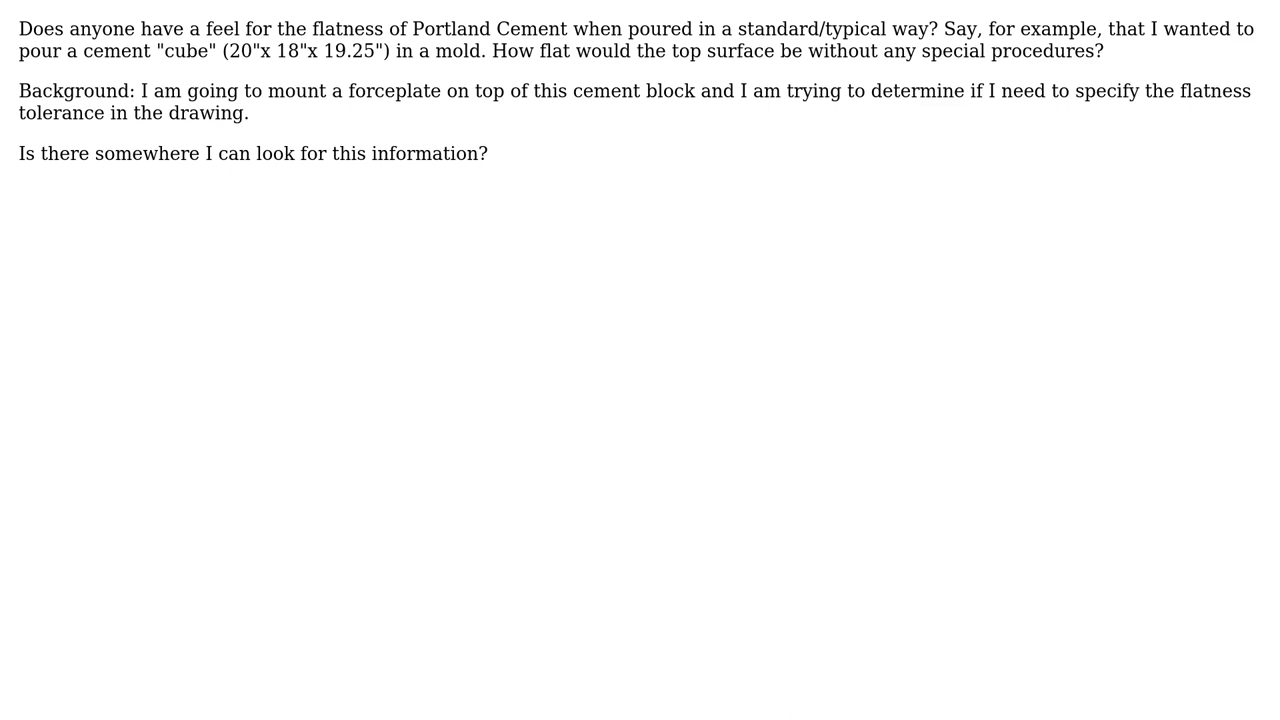 Does anyone have a feel for the flatness of Portland Cement when poured in a standard/typical way? Say, for example, that I wanted to
pour a cement "cube" (20"x 18"x 19.25") in a mold. How flat would the top surface be without any special procedures?
Background: I am going to mount a forceplate on top of this cement block and I am trying to determine if I need to specify the flatness
tolerance in the drawing.
Is there somewhere I can look for this information?